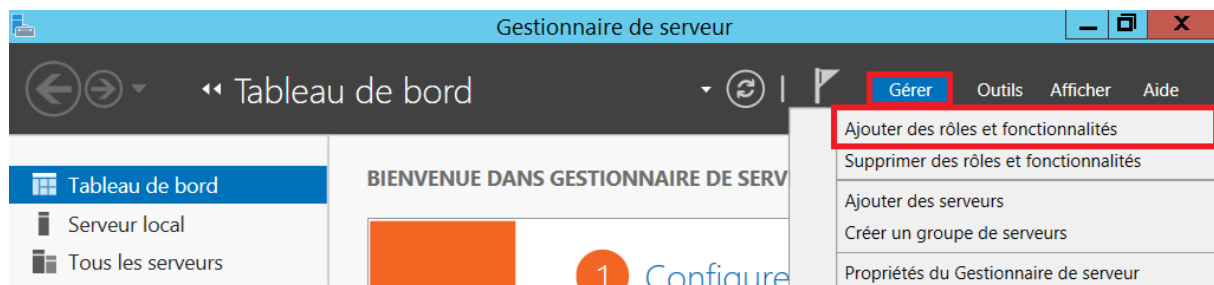 Gestionnaire de serveur
Tableau de bord
Gérer Outils Afficher Aide
Ajouter des rôles et fonctionnalités
Supprimer des rôles et fonctionnalités
Ajouter des serveurs
Créer un groupe de serveurs
Propriétés du Gestionnaire de serveur
Tableau de bord
Serveur local
Tous les serveurs
BIENVENUE DANS GESTIONNAIRE DE SERV
1 Configure